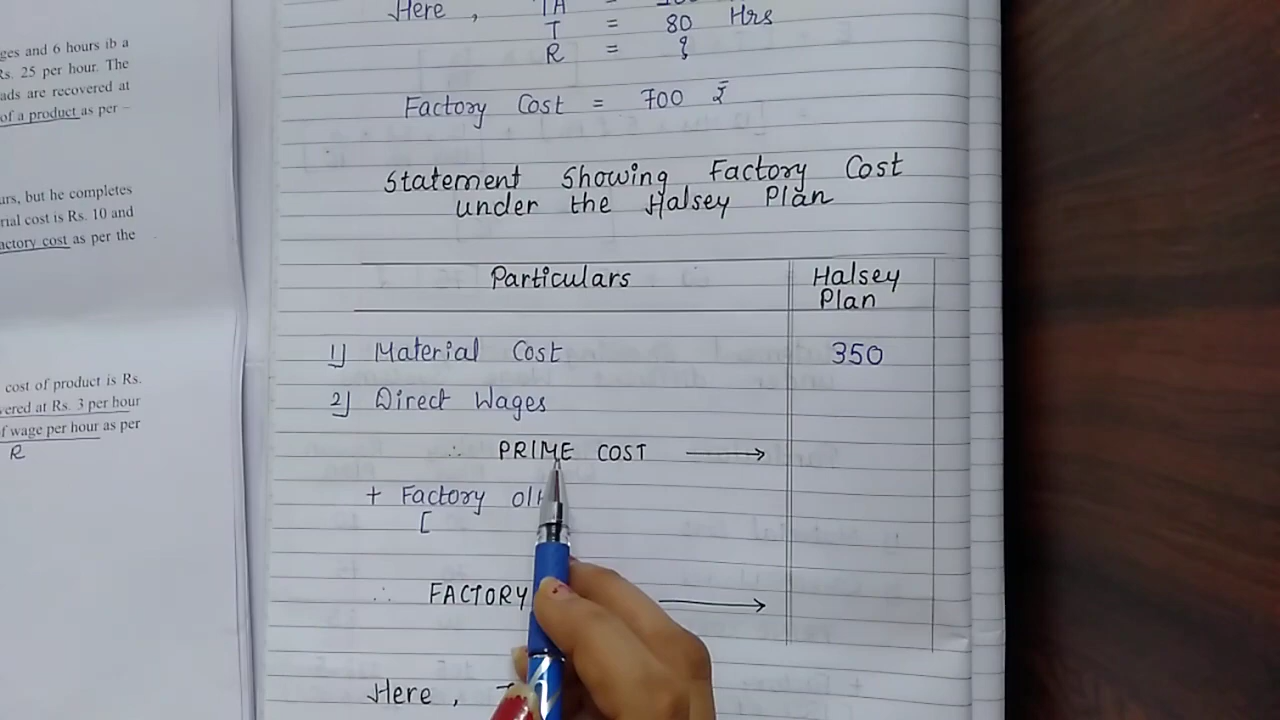 Here ,
T = 80 Hrs
R = ?
ges and 6 hours ib a
Rs. 25 per hour. The
ads are recovered at
of a product as per –
Factory Cost = 700 ₹
Statement Showing Factory Cost
under the Halsey Plan
urs, but he completes
rial cost is Rs. 10 and
actory cost as per the
Particulars Halsey
Plan
1) Material Cost 350
2) Direct Wages
∴ PRIME COST →
+ Factory
[
∴ FACTORY →
cost of product is Rs.
vered at Rs. 3 per hour
f wage per hour as per
R
Here ,